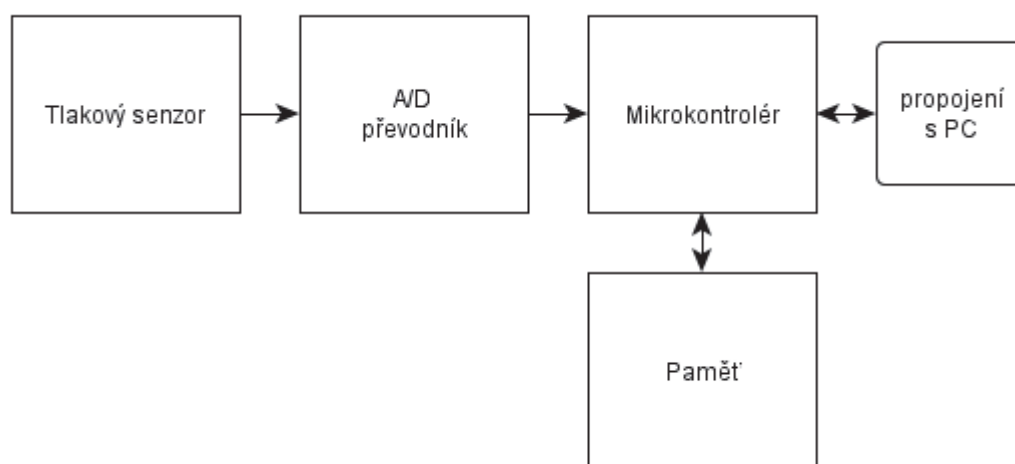 Tlakový senzor
A/D
převodník
Mikrokontrolér
propojení
s PC
Paměť